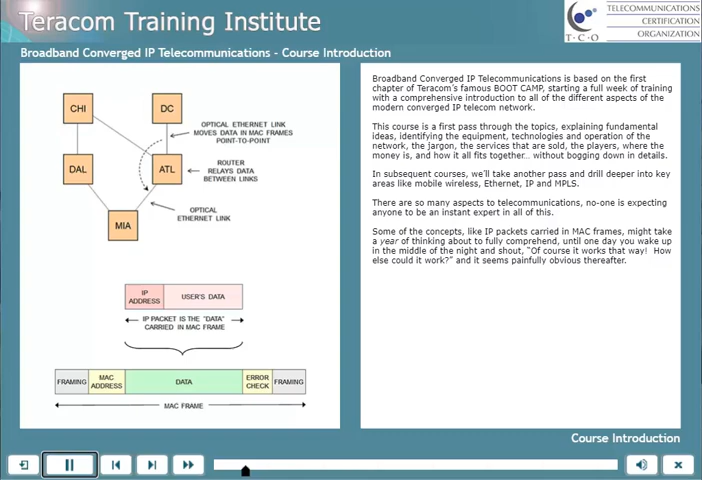 Teracom Training Institute
TELECOMMUNICATIONS
CERTIFICATION
ORGANIZATION
T·C·O
Broadband Converged IP Telecommunications - Course Introduction
CHI
DC
OPTICAL ETHERNET LINK
MOVES DATA IN MAC FRAMES
POINT-TO-POINT
DAL
ATL
ROUTER
RELAYS DATA
BETWEEN LINKS
OPTICAL
ETHERNET LINK
MIA
IP
ADDRESS
USER'S DATA
IP PACKET IS THE "DATA"
CARRIED IN MAC FRAME
FRAMING
MAC
ADDRESS
DATA
ERROR
CHECK
FRAMING
MAC FRAME
Broadband Converged IP Telecommunications is based on the first
chapter of Teracom's famous BOOT CAMP, starting a full week of training
with a comprehensive introduction to all of the different aspects of the
modern converged IP telecom network.
This course is a first pass through the topics, explaining fundamental
ideas, identifying the equipment, technologies and operation of the
network, the jargon, the services that are sold, the players, where the
money is, and how it all fits together… without bogging down in details.
In subsequent courses, we'll take another pass and drill deeper into key
areas like mobile wireless, Ethernet, IP and MPLS.
There are so many aspects to telecommunications, no-one is expecting
anyone to be an instant expert in all of this.
Some of the concepts, like IP packets carried in MAC frames, might take
a year of thinking about to fully comprehend, until one day you wake up
in the middle of the night and shout, "Of course it works that way! How
else could it work?" and it seems painfully obvious thereafter.
Course Introduction